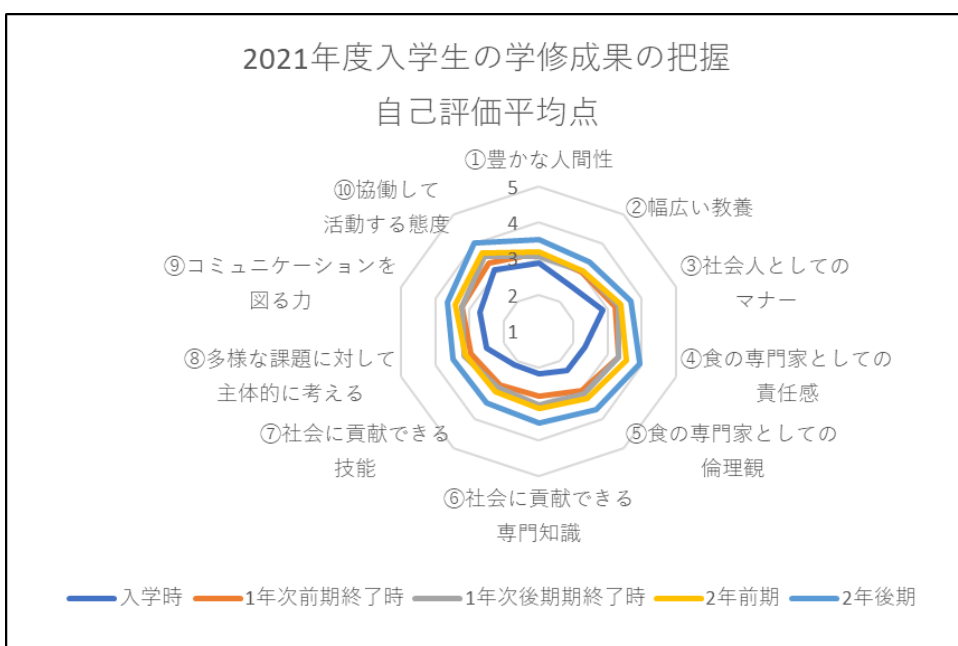 2021年度入学生の学修成果の把握
自己評価平均点
①豊かな人間性
②幅広い教養
③社会人としての
マナー
④食の専門家としての
責任感
⑤食の専門家としての
倫理観
⑥社会に貢献できる
専門知識
⑦社会に貢献できる
技能
⑧多様な課題に対して
主体的に考える
⑨コミュニケーションを
図る力
⑩協働して
活動する態度
5
4
3
2
1
入学時
1年次前期終了時
1年次後期期終了時
2年前期
2年後期